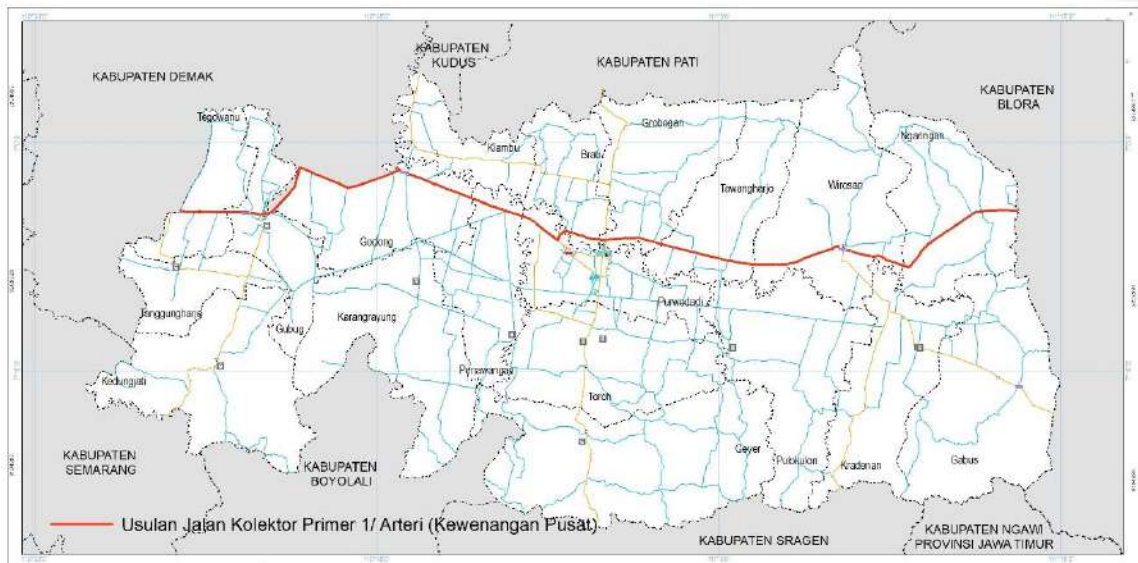 KABUPATEN
KUDUS
KABUPATEN DEMAK
KABUPATEN PATI
KABUPATEN
BLORA
Tegowanu
Grobogan
Ngaringan
Klambu
Brati
Tawangharjo
Wirosari
Godong
Purwodadi
Tanggungharjo
Gubug
Karangrayung
Penawangan
Kedungjati
Toroh
Geyer
Pulokulon
Kradenan
Gabus
KABUPATEN
SEMARANG
KABUPATEN
BOYOLALI
Usulan Jalan Kolektor Primer 1/ Arteri (Kewenangan Pusat)
KABUPATEN SRAGEN
KABUPATEN NGAWI
PROVINSI JAWA TIMUR